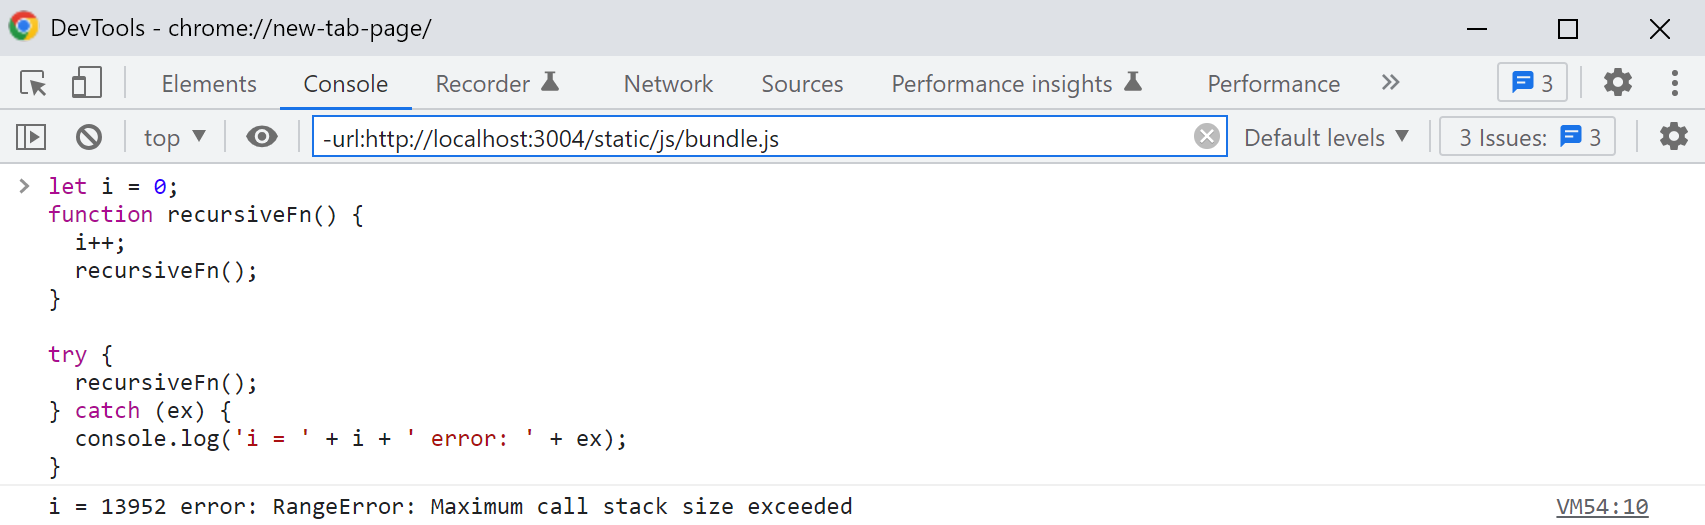 DevTools - chrome://new-tab-page/
Elements Console Recorder Network Sources Performance insights Performance 3
top -url:http://localhost:3004/static/js/bundle.js Default levels 3 Issues: 3
let i = 0;
function recursiveFn() {
  i++;
  recursiveFn();
}
try {
  recursiveFn();
} catch (ex) {
  console.log('i = ' + i + ' error: ' + ex);
}
i = 13952 error: RangeError: Maximum call stack size exceeded VM54:10